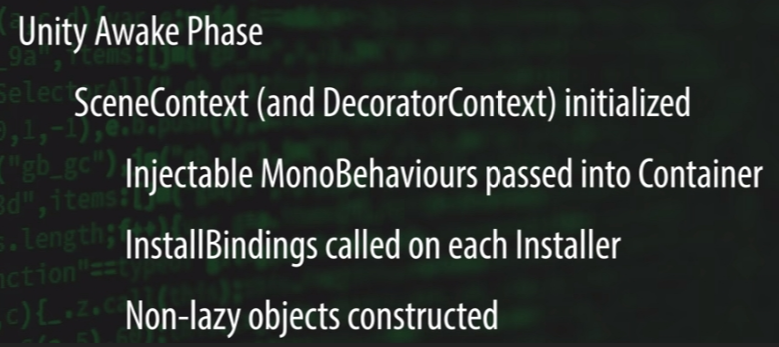 Unity Awake Phase
SceneContext (and DecoratorContext) initialized
Injectable MonoBehaviours passed into Container
InstallBindings called on each Installer
Non-lazy objects constructed